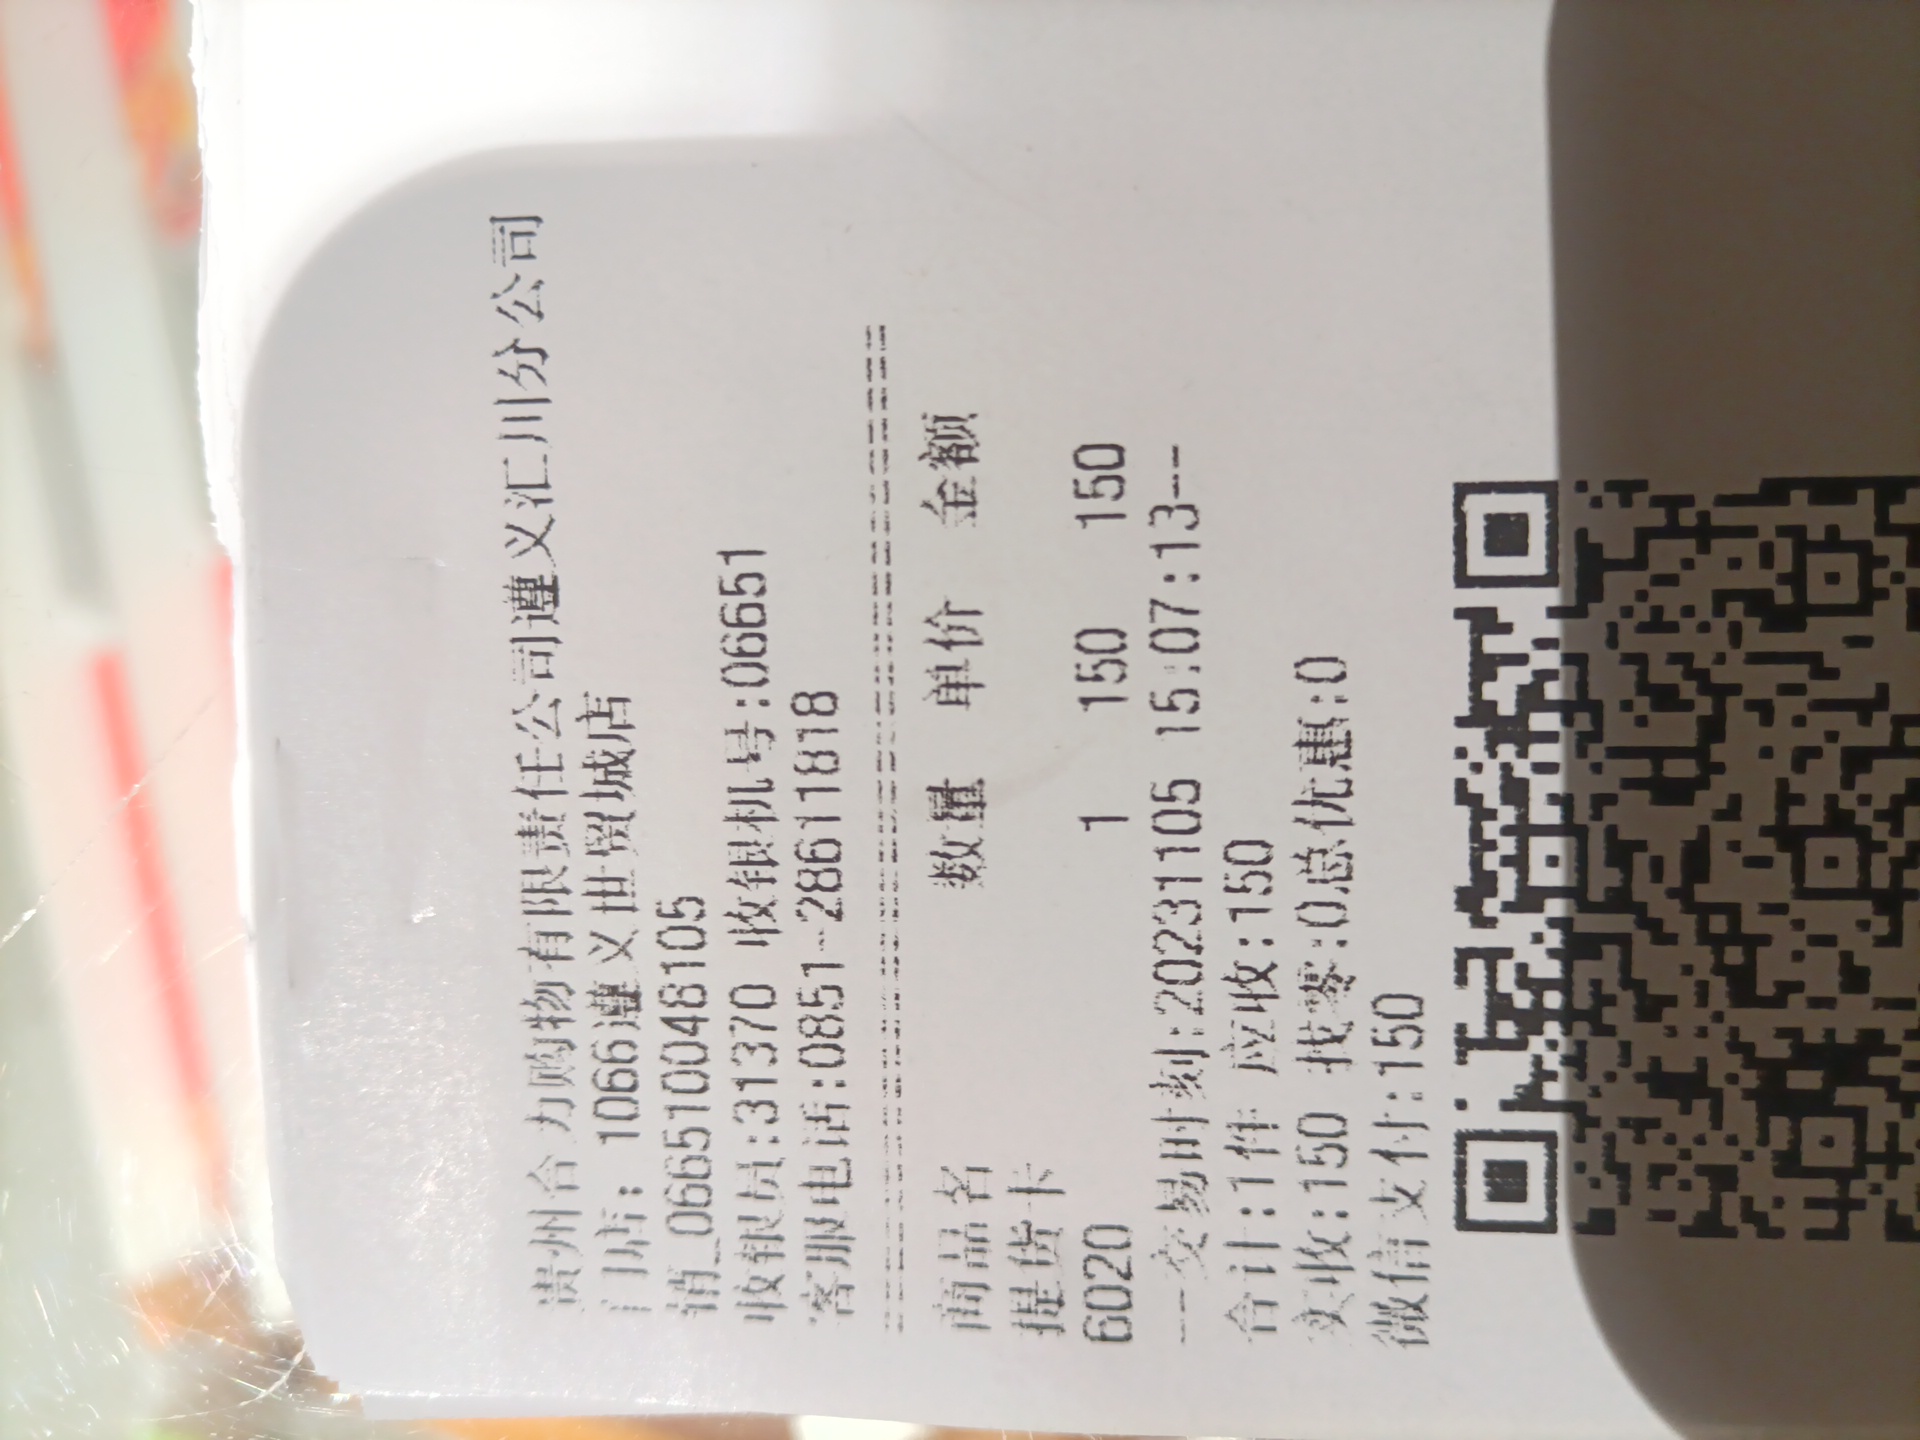 贵州合力购物有限责任公司遵义汇川分公司
门店: 1066遵义世贸城店
销_066510048105
收银员:31370 收银机号:06651
客服电话:0851-28611818
========================================
商品名 数量 单价 金额
提货卡
6020 1 150 150
--交易时刻:20231105 15:07:13--
合计:1件 应收:150
实收:150 找零:0总优惠:0
微信支付:150